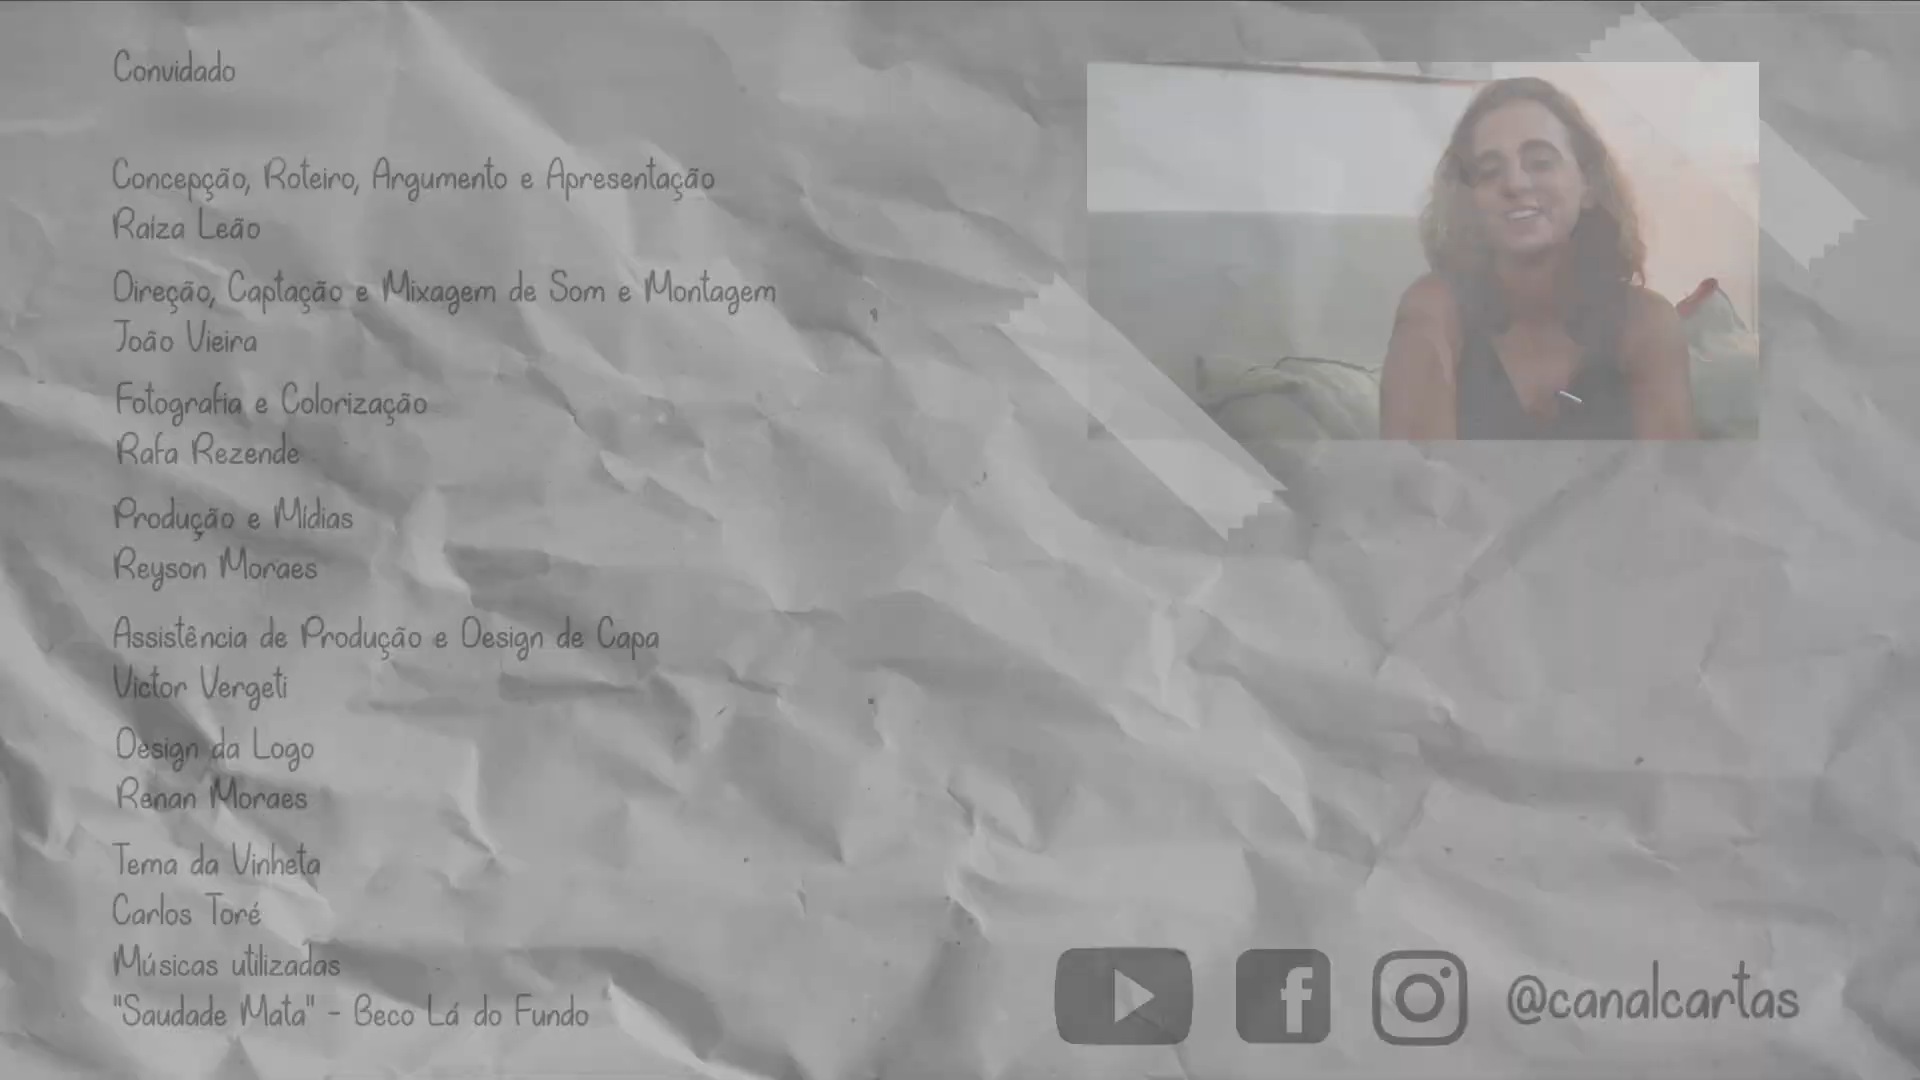 Convidado
Concepção, Roteiro, Argumento e Apresentação
Raíza Leão
Direção, Captação e Mixagem de Som e Montagem
João Vieira
Fotografia e Colorização
Rafa Rezende
Produção e Mídias
Reyson Moraes
Assistência de Produção e Design de Capa
Victor Vergeti
Design da Logo
Renan Moraes
Tema da Vinheta
Carlos Toré
Músicas utilizadas
"Saudade Mata" - Beco Lá do Fundo
@canalcartas